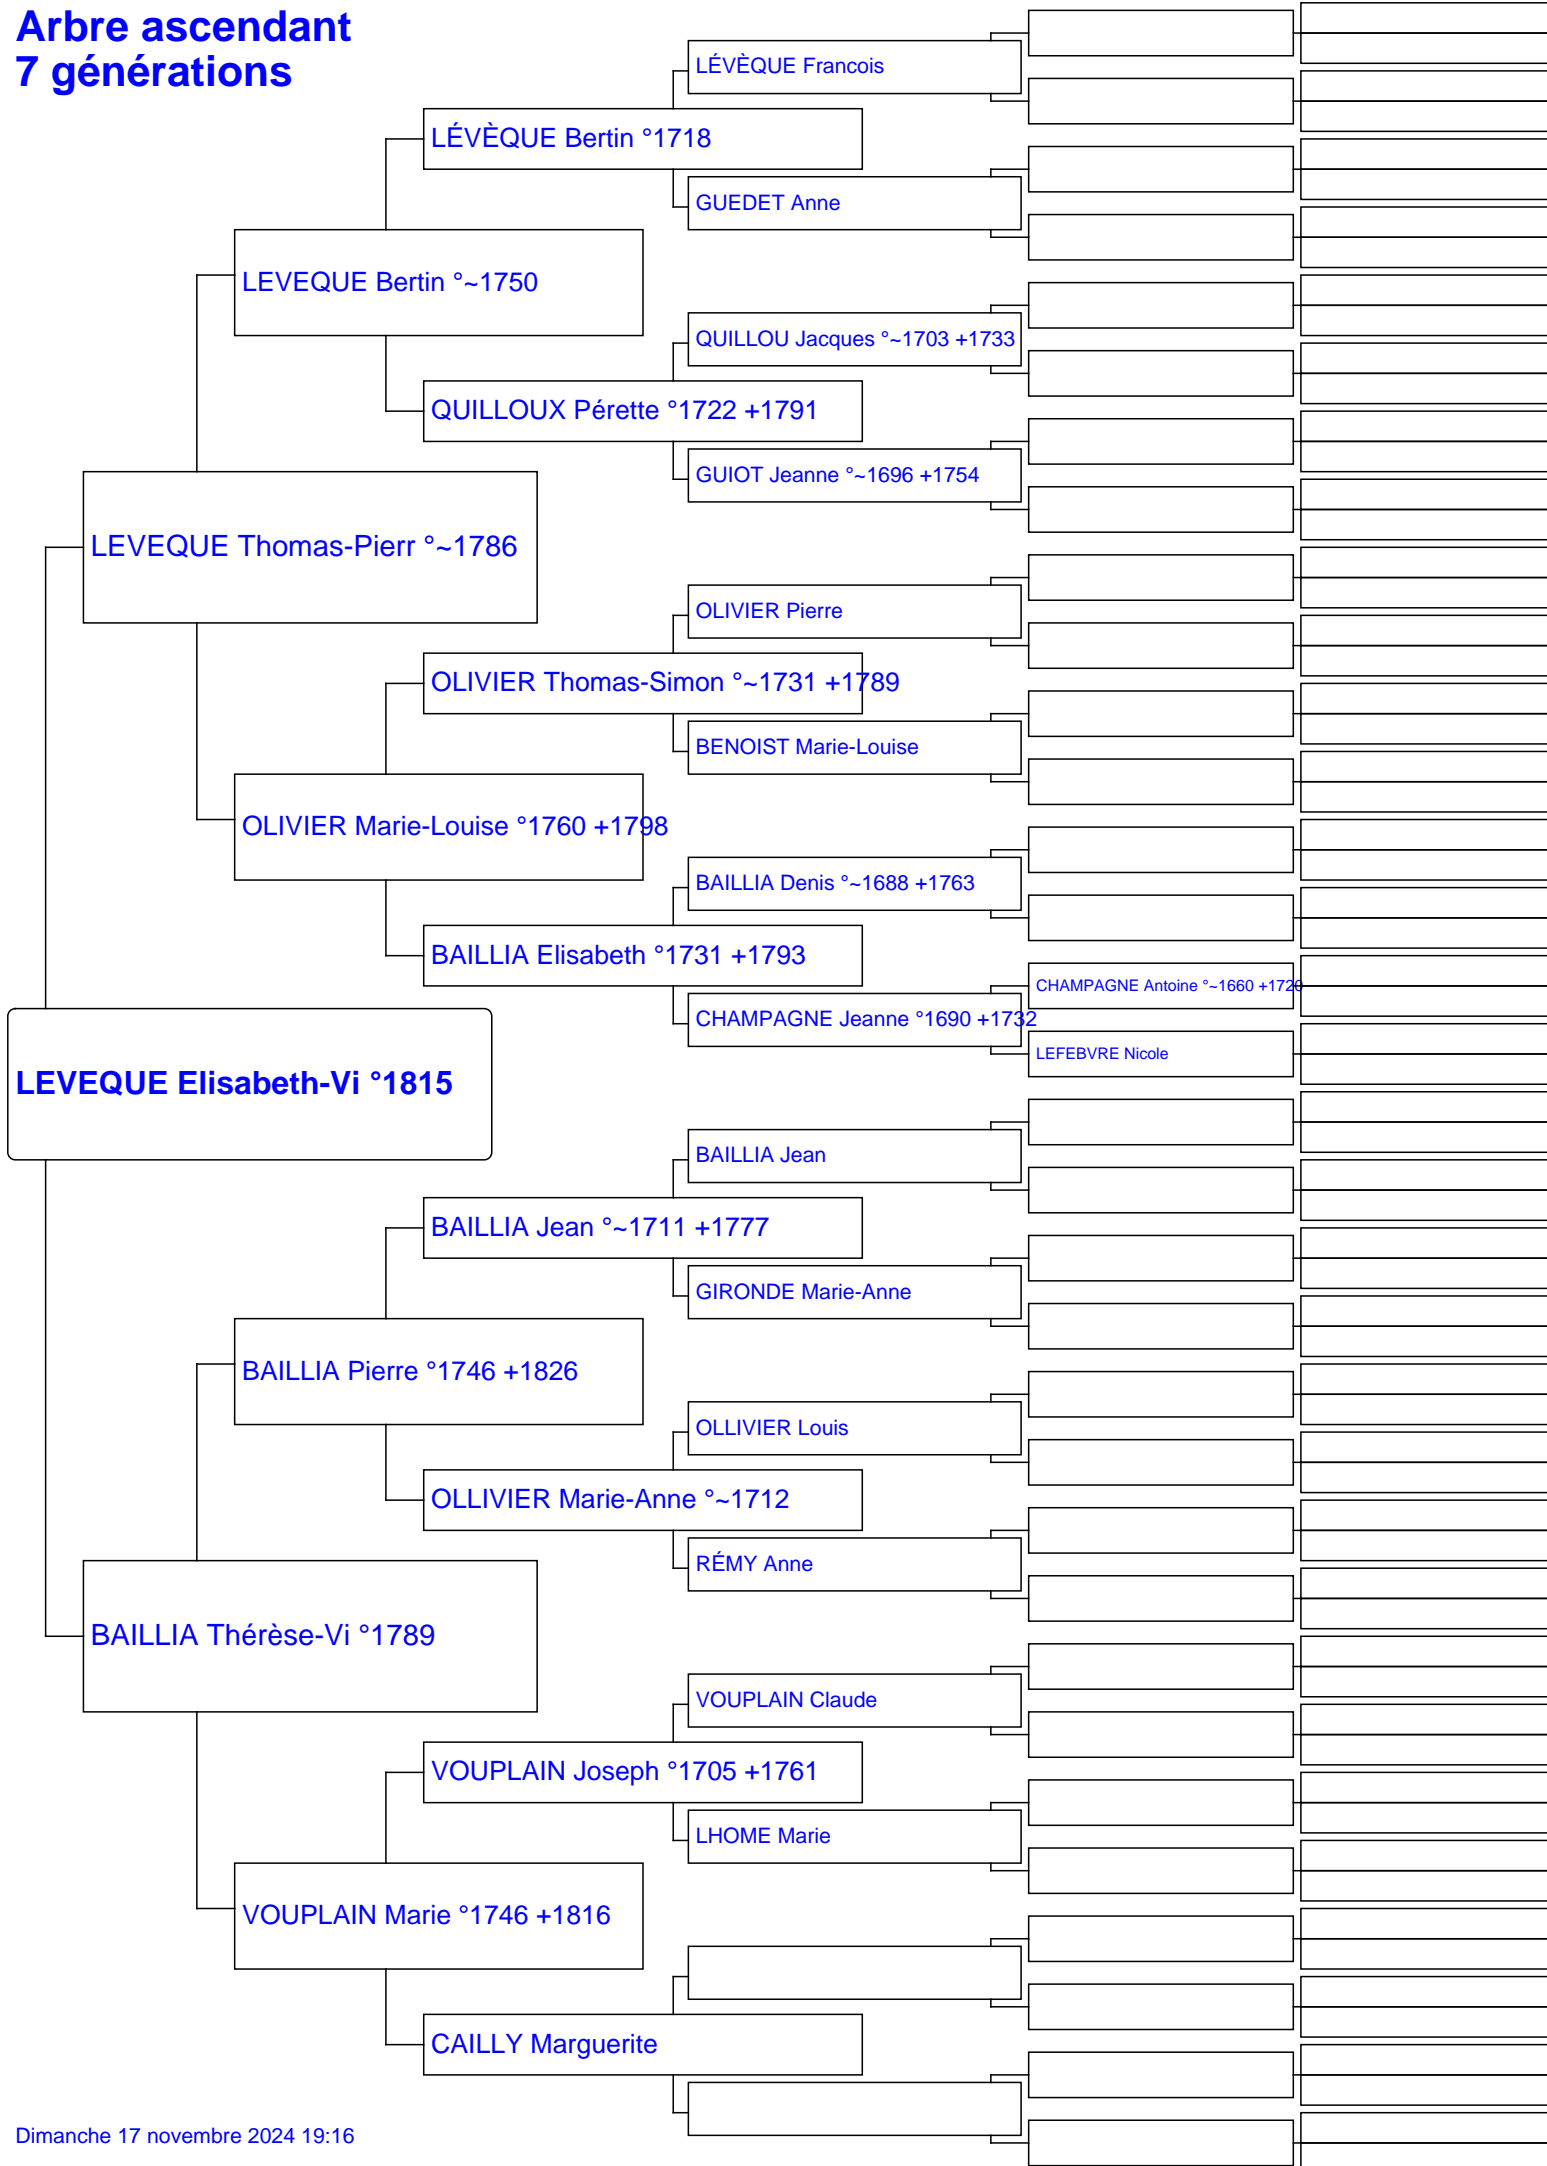 Arbre ascendant
7 générations
LÉVÈQUE Francois
LÉVÈQUE Bertin °1718
GUEDET Anne
LEVEQUE Bertin °~1750
QUILLOU Jacques °~1703 +1733
QUILLOUX Pérette °1722 +1791
GUIOT Jeanne °~1696 +1754
LEVEQUE Thomas-Pierr °~1786
OLIVIER Pierre
OLIVIER Thomas-Simon °~1731 +1789
BENOIST Marie-Louise
OLIVIER Marie-Louise °1760 +1798
BAILLIA Denis °~1688 +1763
BAILLIA Elisabeth °1731 +1793
CHAMPAGNE Antoine °~1660 +1720
CHAMPAGNE Jeanne °1690 +1732
LEFEBVRE Nicole
LEVEQUE Elisabeth-Vi °1815
BAILLIA Jean
BAILLIA Jean °~1711 +1777
GIRONDE Marie-Anne
BAILLIA Pierre °1746 +1826
OLLIVIER Louis
OLLIVIER Marie-Anne °~1712
RÉMY Anne
BAILLIA Thérèse-Vi °1789
VOUPLAIN Claude
VOUPLAIN Joseph °1705 +1761
LHOME Marie
VOUPLAIN Marie °1746 +1816
CAILLY Marguerite
Dimanche 17 novembre 2024 19:16